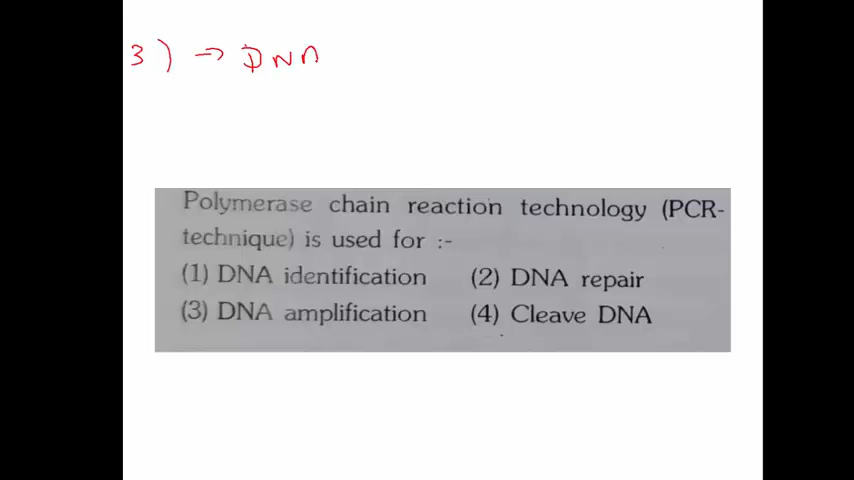 3) → DNA
Polymerase chain reaction technology (PCR-
technique) is used for :-
(1) DNA identification (2) DNA repair
(3) DNA amplification (4) Cleave DNA